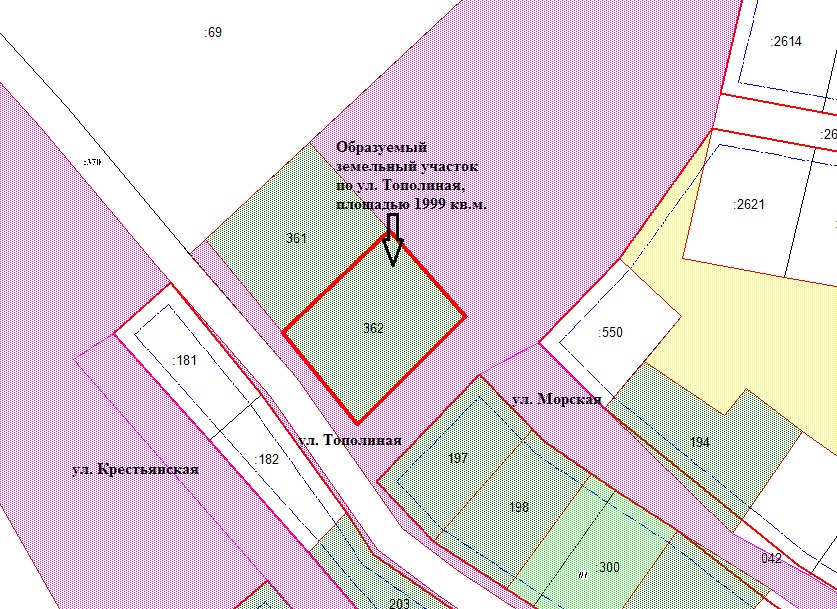 :69
:2614
:26
:370
Образуемый
земельный участок
по ул. Тополиная,
площадью 1999 кв.м.
:2621
361
362
:550
:181
ул. Морская
ул. Тополиная
194
197
:182
ул. Крестьянская
198
:300
042
203